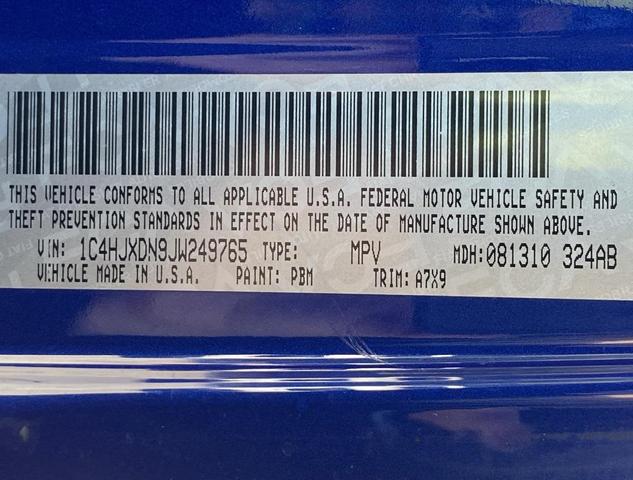 THIS VEHICLE CONFORMS TO ALL APPLICABLE U.S.A. FEDERAL MOTOR VEHICLE SAFETY AND
THEFT PREVENTION STANDARDS IN EFFECT ON THE DATE OF MANUFACTURE SHOWN ABOVE.
VIN: 1C4HJXDN9JW249765 TYPE: MPV MDH:081310 324AB
VEHICLE MADE IN U.S.A. PAINT: PBM TRIM: A7X9